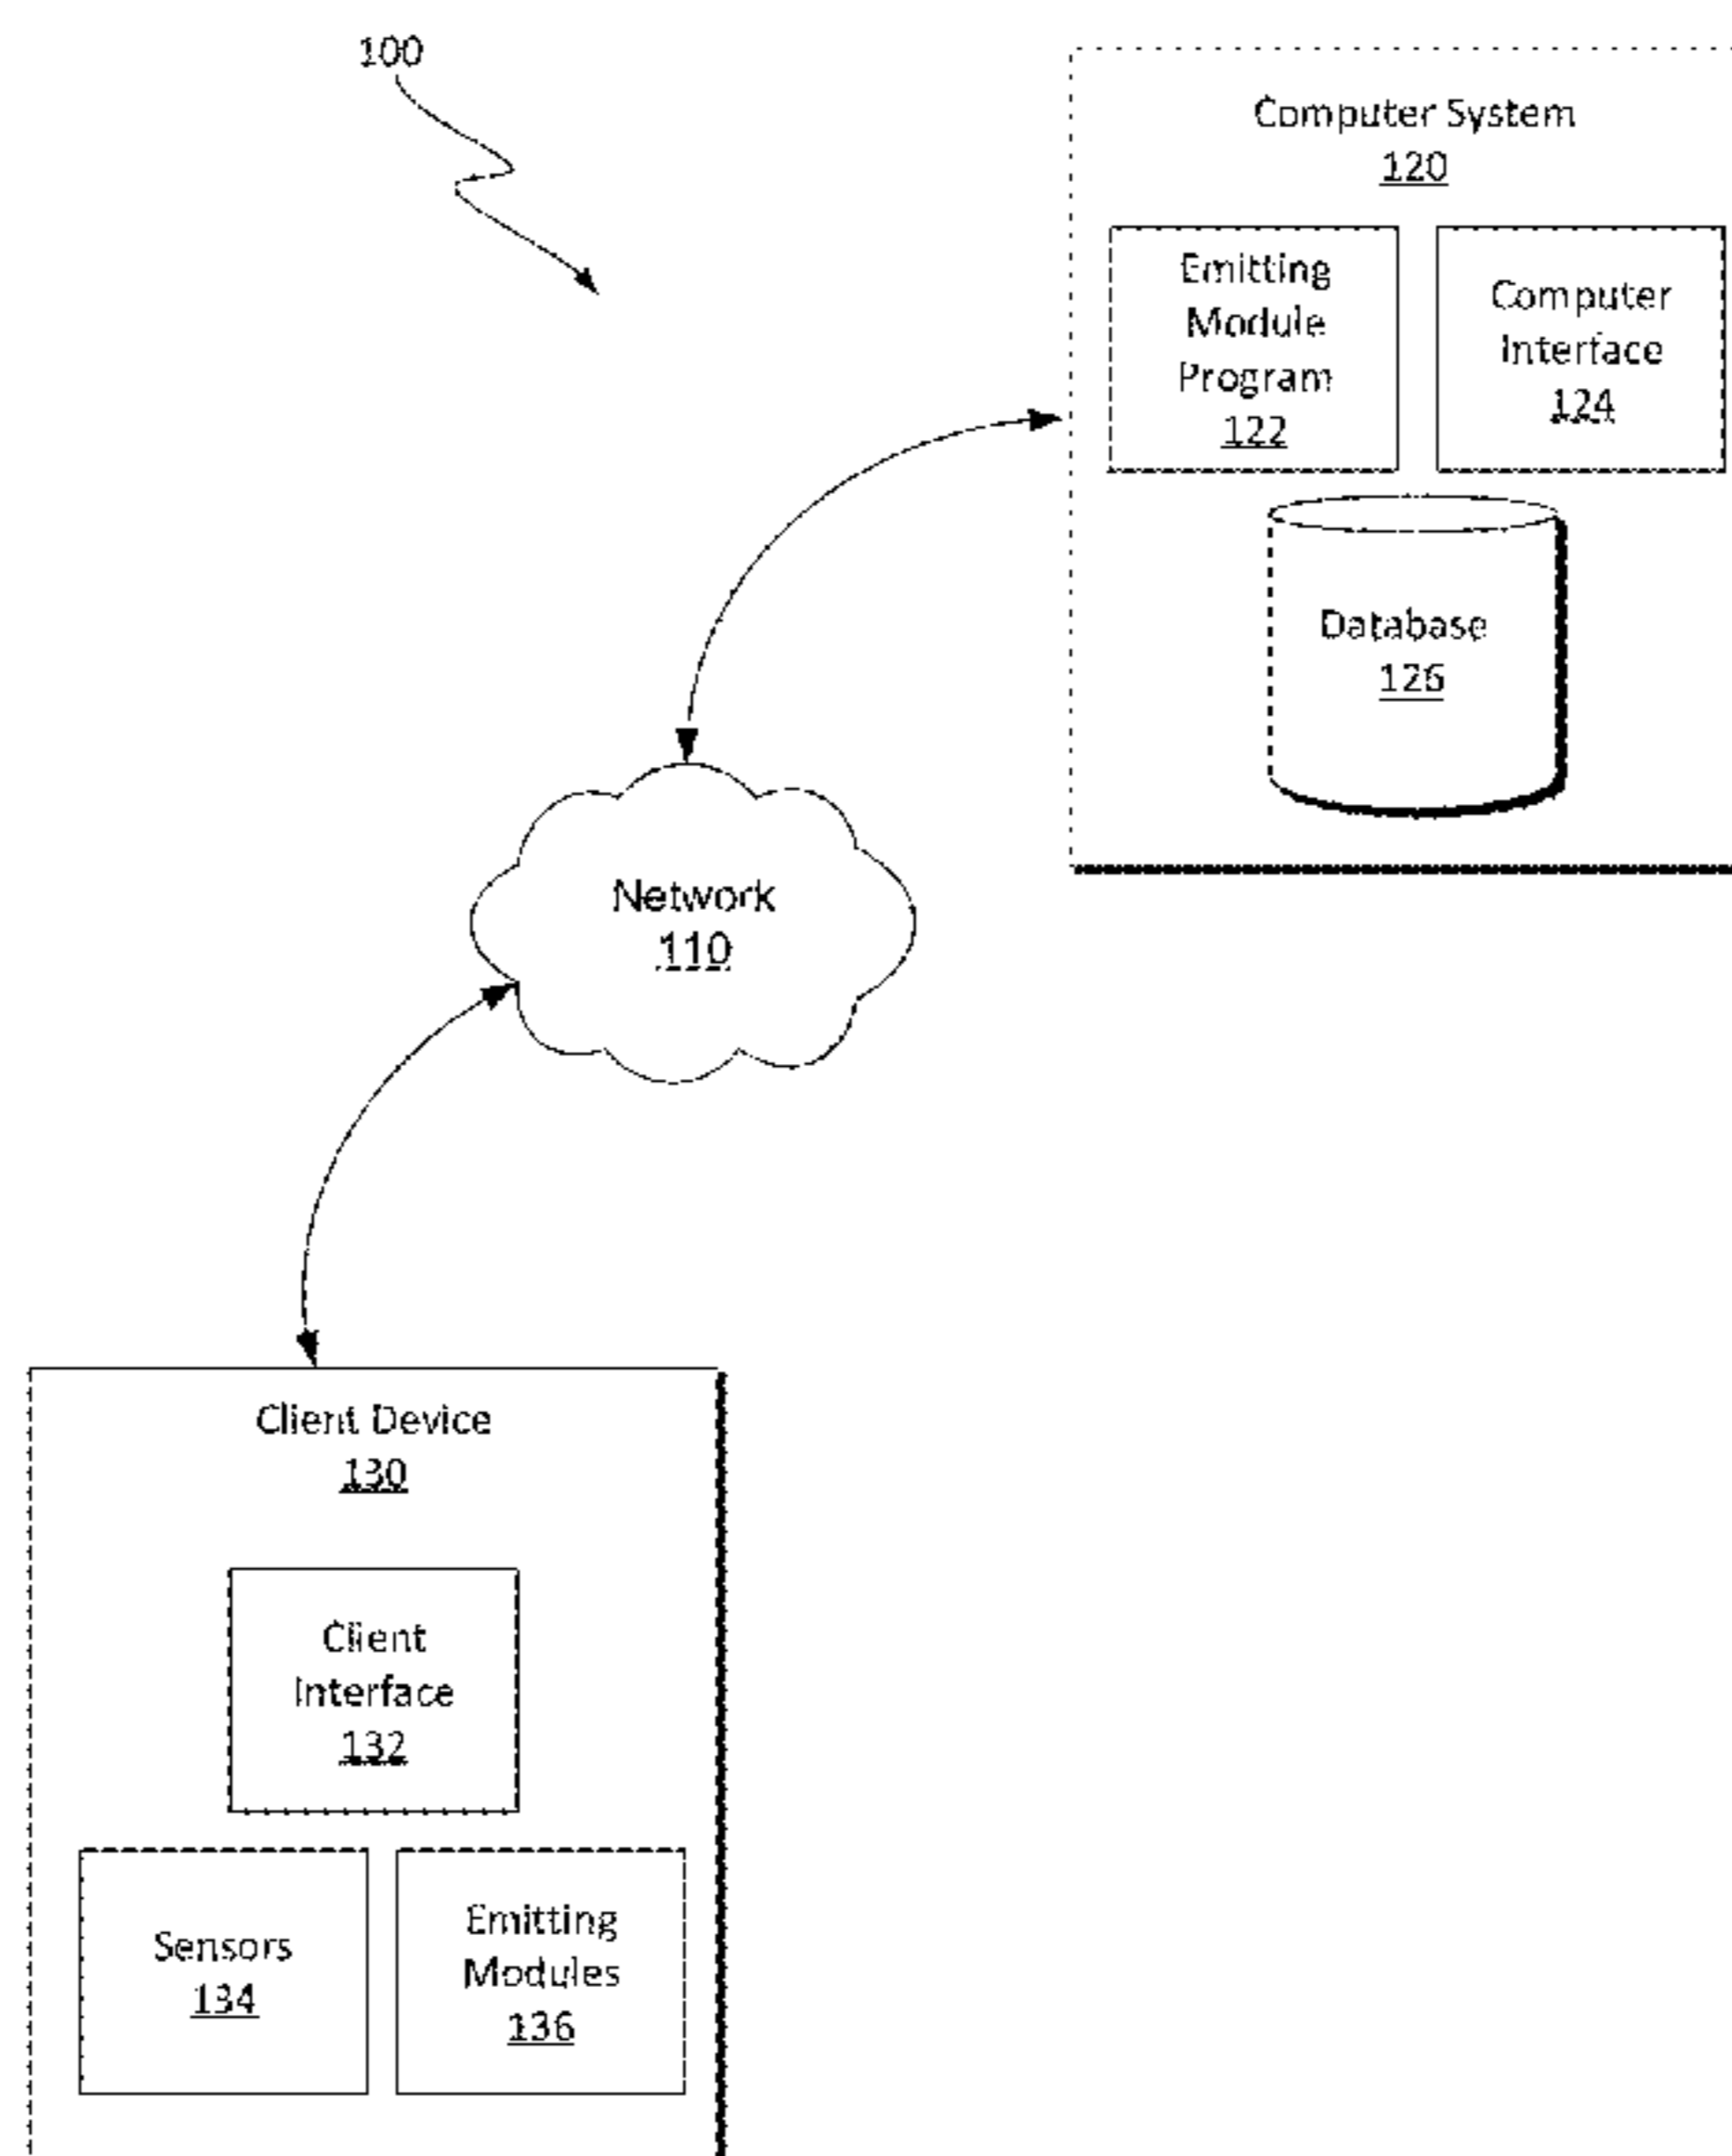 100
Computer System
120
Emitting
Module
Program
122
Computer
Interface
124
Database
126
Network
110
Client Device
130
Client
Interface
132
Sensors
134
Emitting
Modules
136